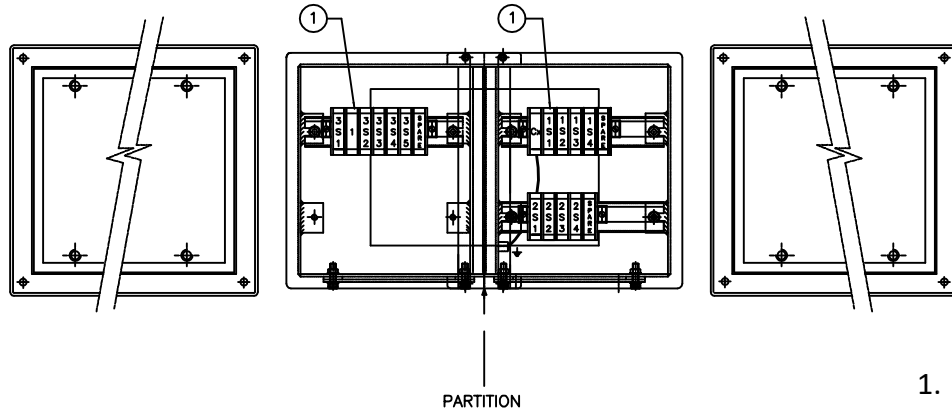 1
1
3S1
1
3S2
3S3
3S4
3S5
SPARE
Cx
1S1
1S2
1S3
1S4
SPARE
2S1
2S2
2S3
2S4
SPARE
PARTITION
1.